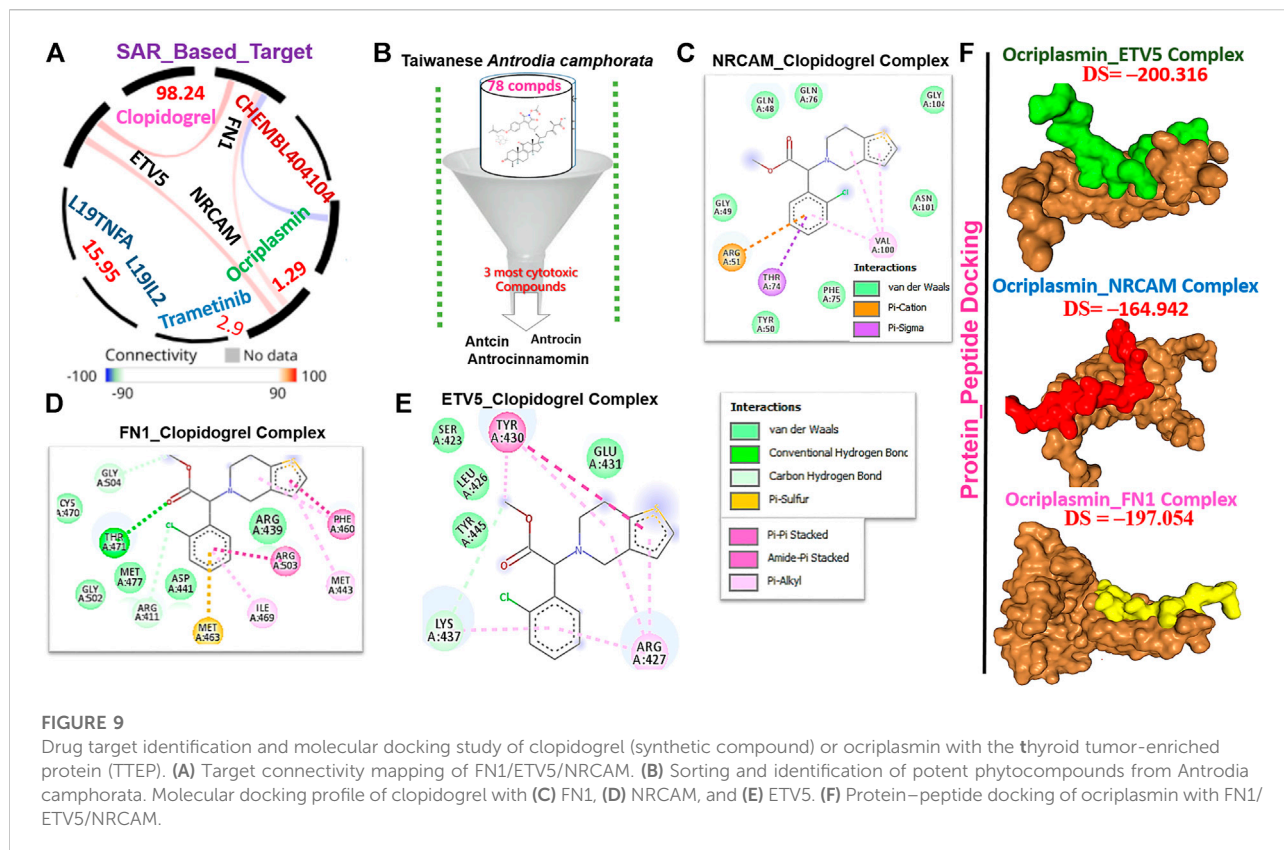 A
SAR_Based_Target
98.24
Clopidogrel
FN1
CHEMBL404104
ETV5
NRCAM
L19TNFA
15.95
L19IL2
Ocriplasmin
1.29
Trametinib
2.9
Connectivity
No data
-100
-90
90
100
B
Taiwanese Antrodia camphorata
78 compds
3 most cytotoxic
Compounds
Antcin
Antrocin
Antrocinnamomin
C
NRCAM_Clopidogrel Complex
GLN
A:48
GLN
A:76
GLY
A:104
GLY
A:49
Cl
ASN
A:101
ARG
A:51
VAL
A:100
THR
A:74
PHE
A:75
TYR
A:50
N
O
O
S
Interactions
van der Waals
Pi-Cation
Pi-Sigma
D
FN1_Clopidogrel Complex
GLY
A:504
CYS
A:470
THR
A:471
ARG
A:439
PHE
A:460
ARG
A:503
MET
A:477
ASP
A:441
MET
A:443
GLY
A:502
ARG
A:411
ILE
A:469
MET
A:463
O
O
N
S
Cl
E
ETV5_Clopidogrel Complex
SER
A:423
TYR
A:430
GLU
A:431
LEU
A:426
TYR
A:445
LYS
A:437
ARG
A:427
O
O
N
S
Cl
Interactions
van der Waals
Conventional Hydrogen Bond
Carbon Hydrogen Bond
Pi-Sulfur
Pi-Pi Stacked
Amide-Pi Stacked
Pi-Alkyl
F
Protein_Peptide Docking
Ocriplasmin_ETV5 Complex
DS= −200.316
Ocriplasmin_NRCAM Complex
DS= −164.942
Ocriplasmin_FN1 Complex
DS = −197.054
FIGURE 9
Drug target identification and molecular docking study of clopidogrel (synthetic compound) or ocriplasmin with the thyroid tumor-enriched
protein (TTEP). (A) Target connectivity mapping of FN1/ETV5/NRCAM. (B) Sorting and identification of potent phytocompounds from Antrodia
camphorata. Molecular docking profile of clopidogrel with (C) FN1, (D) NRCAM, and (E) ETV5. (F) Protein–peptide docking of ocriplasmin with FN1/
ETV5/NRCAM.